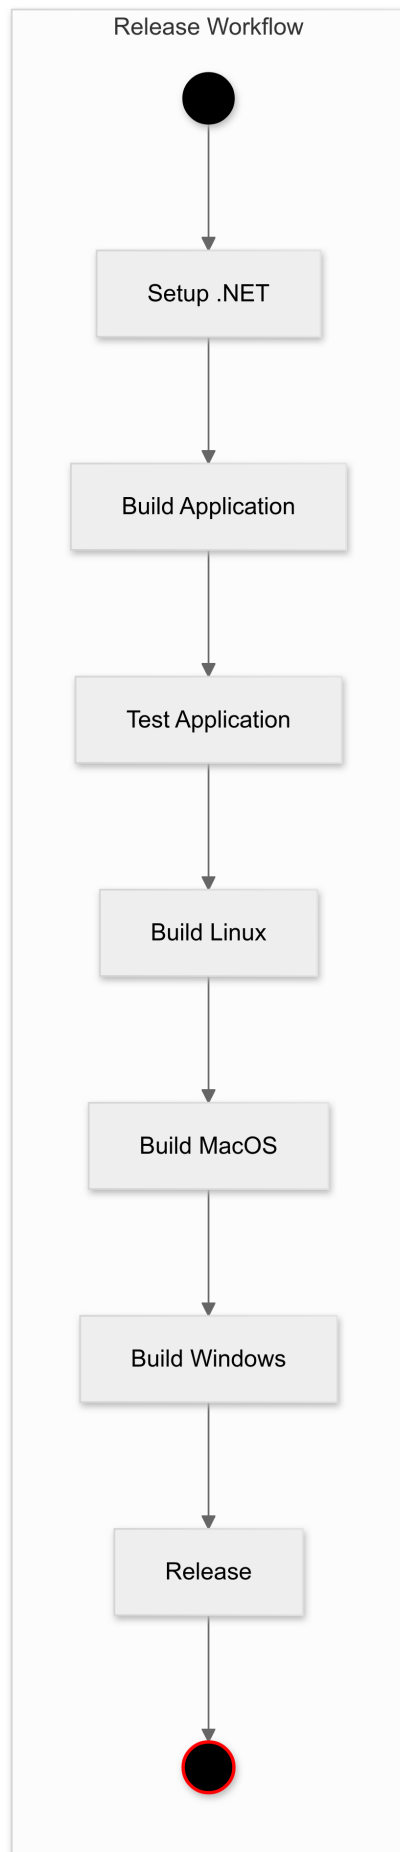 Release Workflow
Setup .NET
Build Application
Test Application
Build Linux
Build MacOS
Build Windows
Release